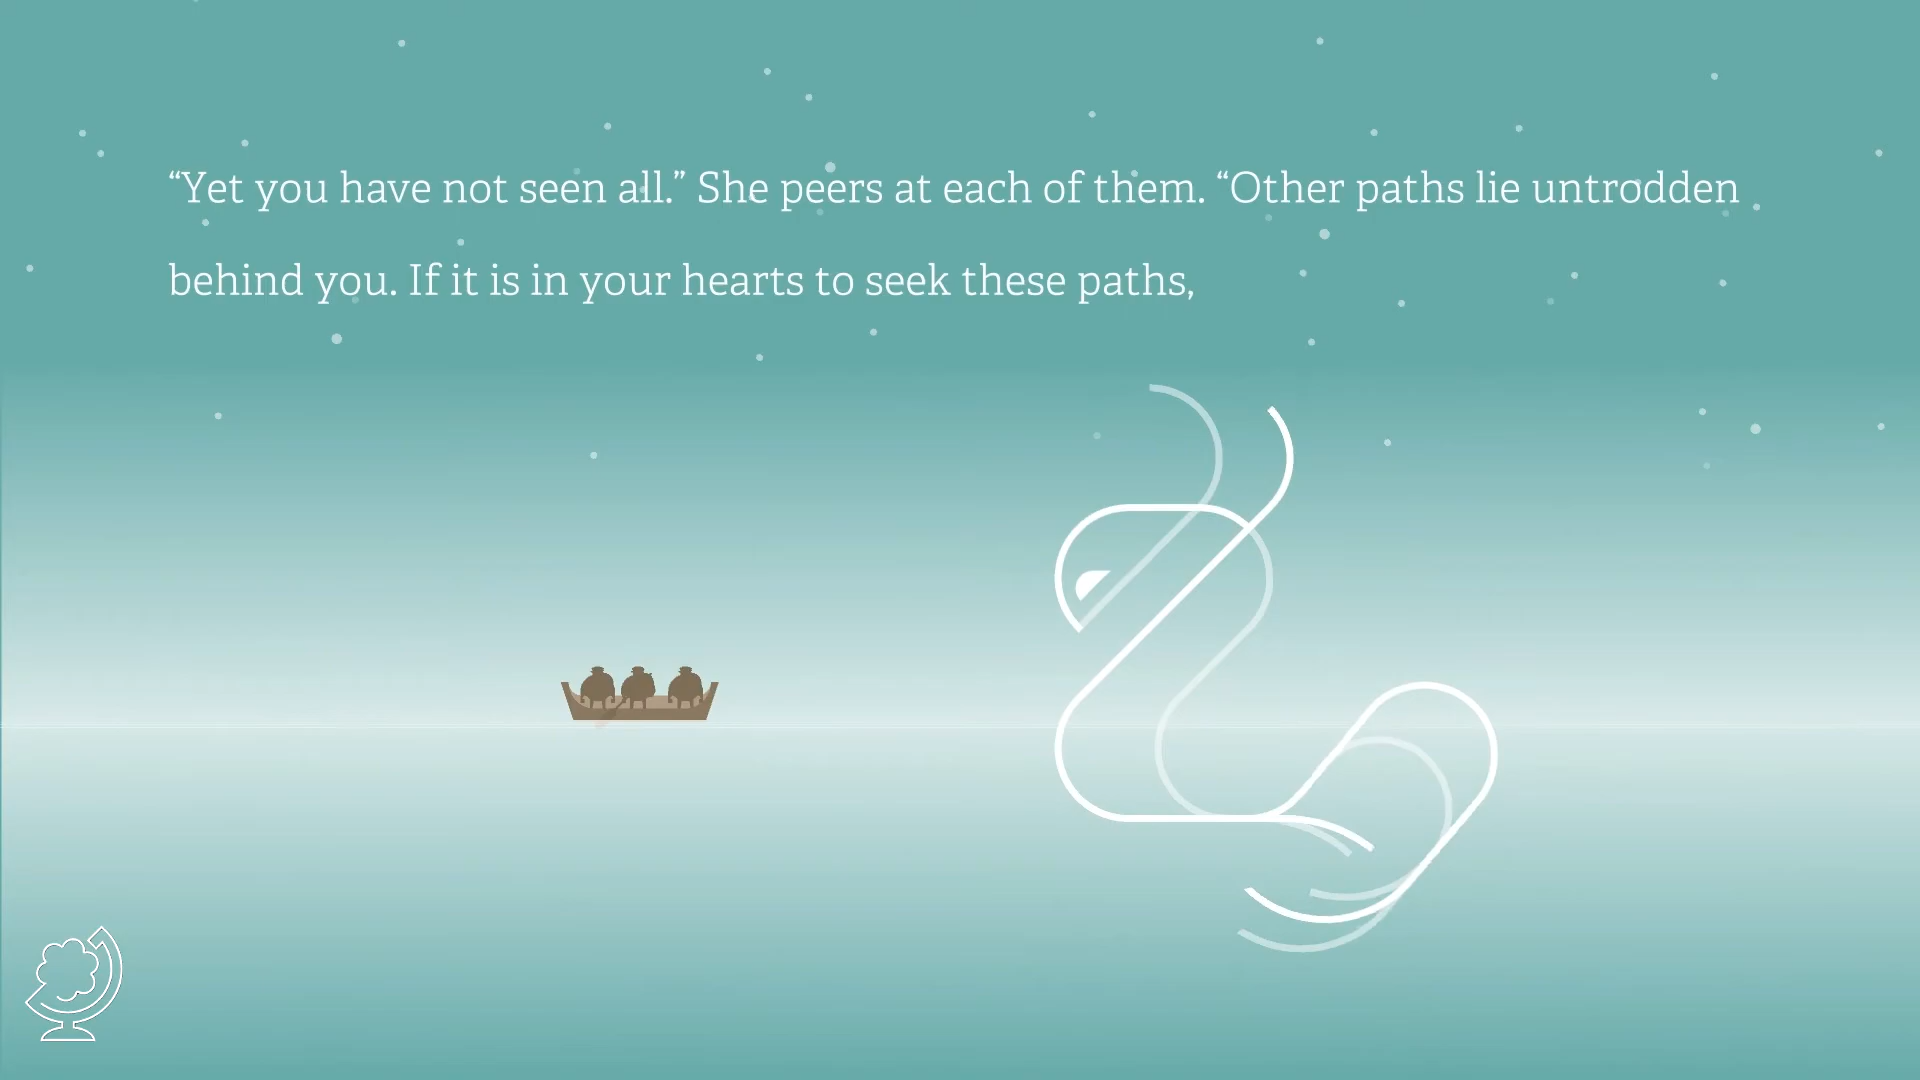 “Yet you have not seen all.” She peers at each of them. “Other paths lie untrodden
behind you. If it is in your hearts to seek these paths,